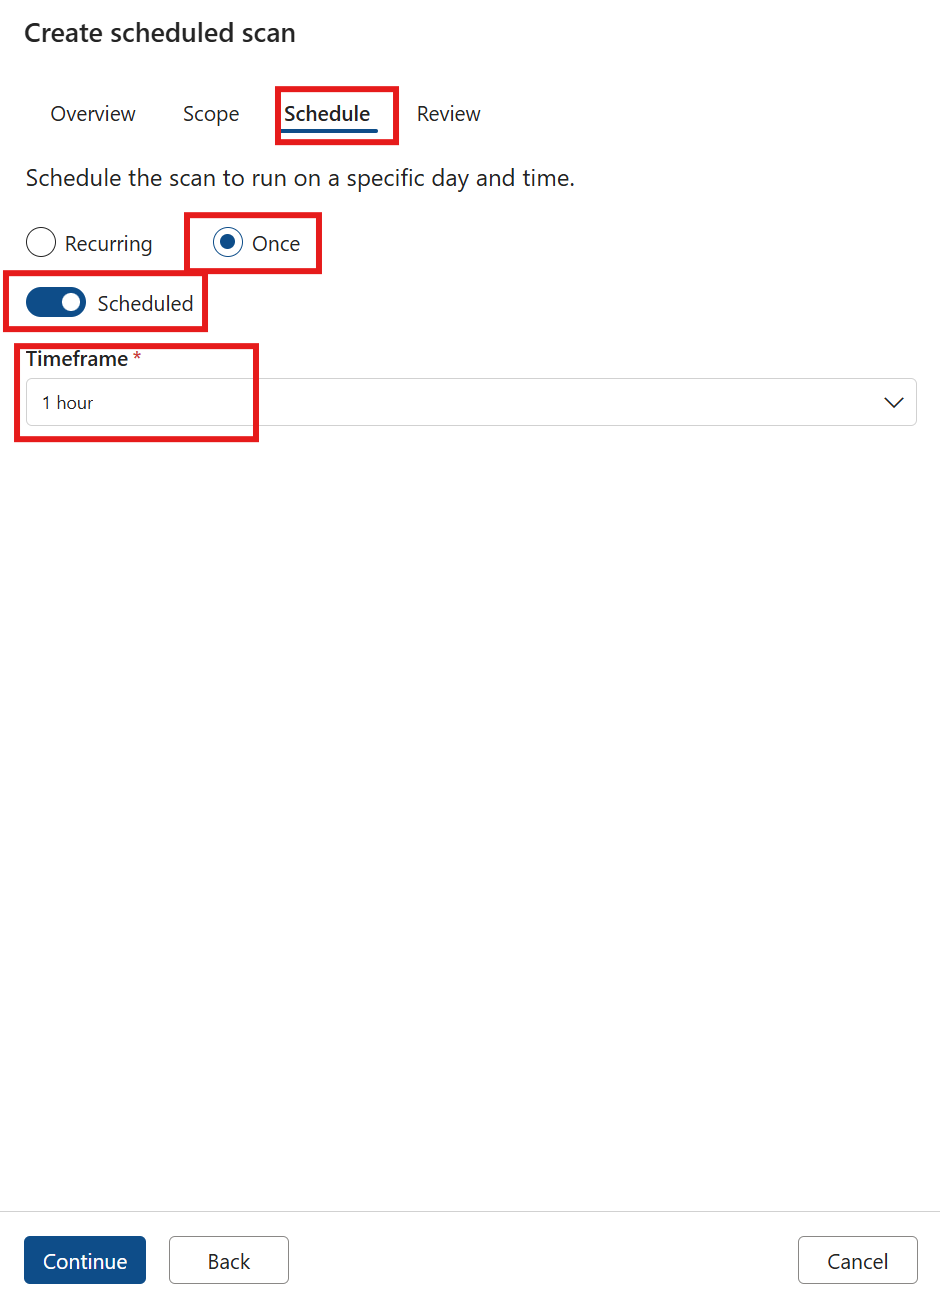 Create scheduled scan
Overview Scope Schedule Review
Schedule the scan to run on a specific day and time.
Recurring Once
Scheduled
Timeframe *
1 hour
Continue Back Cancel